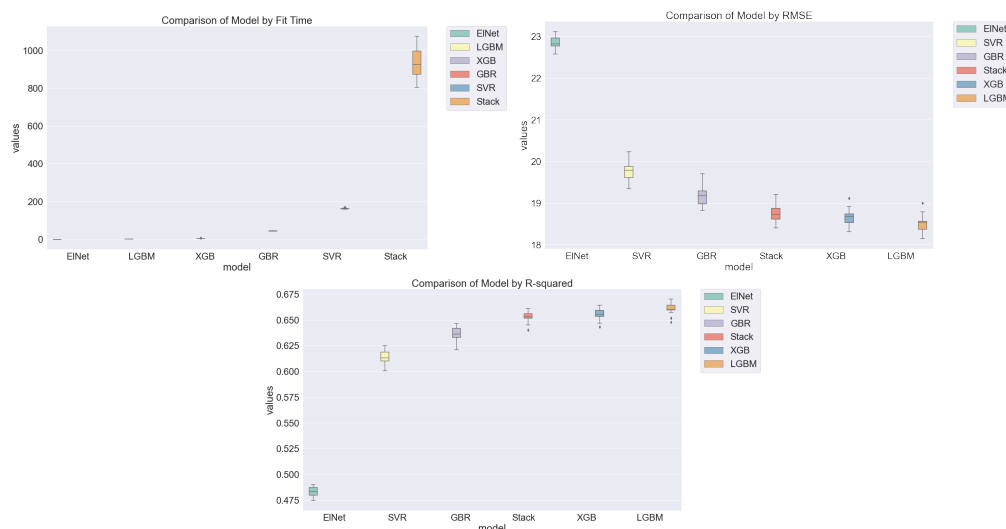 Comparison of Model by Fit Time
values
1000
800
600
400
200
0
ElNet LGBM XGB GBR SVR Stack
model
ElNet
LGBM
XGB
GBR
SVR
Stack
Comparison of Model by RMSE
values
23
22
21
20
19
18
ElNet SVR GBR Stack XGB LGBM
model
ElNet
SVR
GBR
Stack
XGB
LGBM
Comparison of Model by R-squared
values
0.675
0.650
0.625
0.600
0.575
0.550
0.525
0.500
0.475
ElNet SVR GBR Stack XGB LGBM
model
ElNet
SVR
GBR
Stack
XGB
LGBM